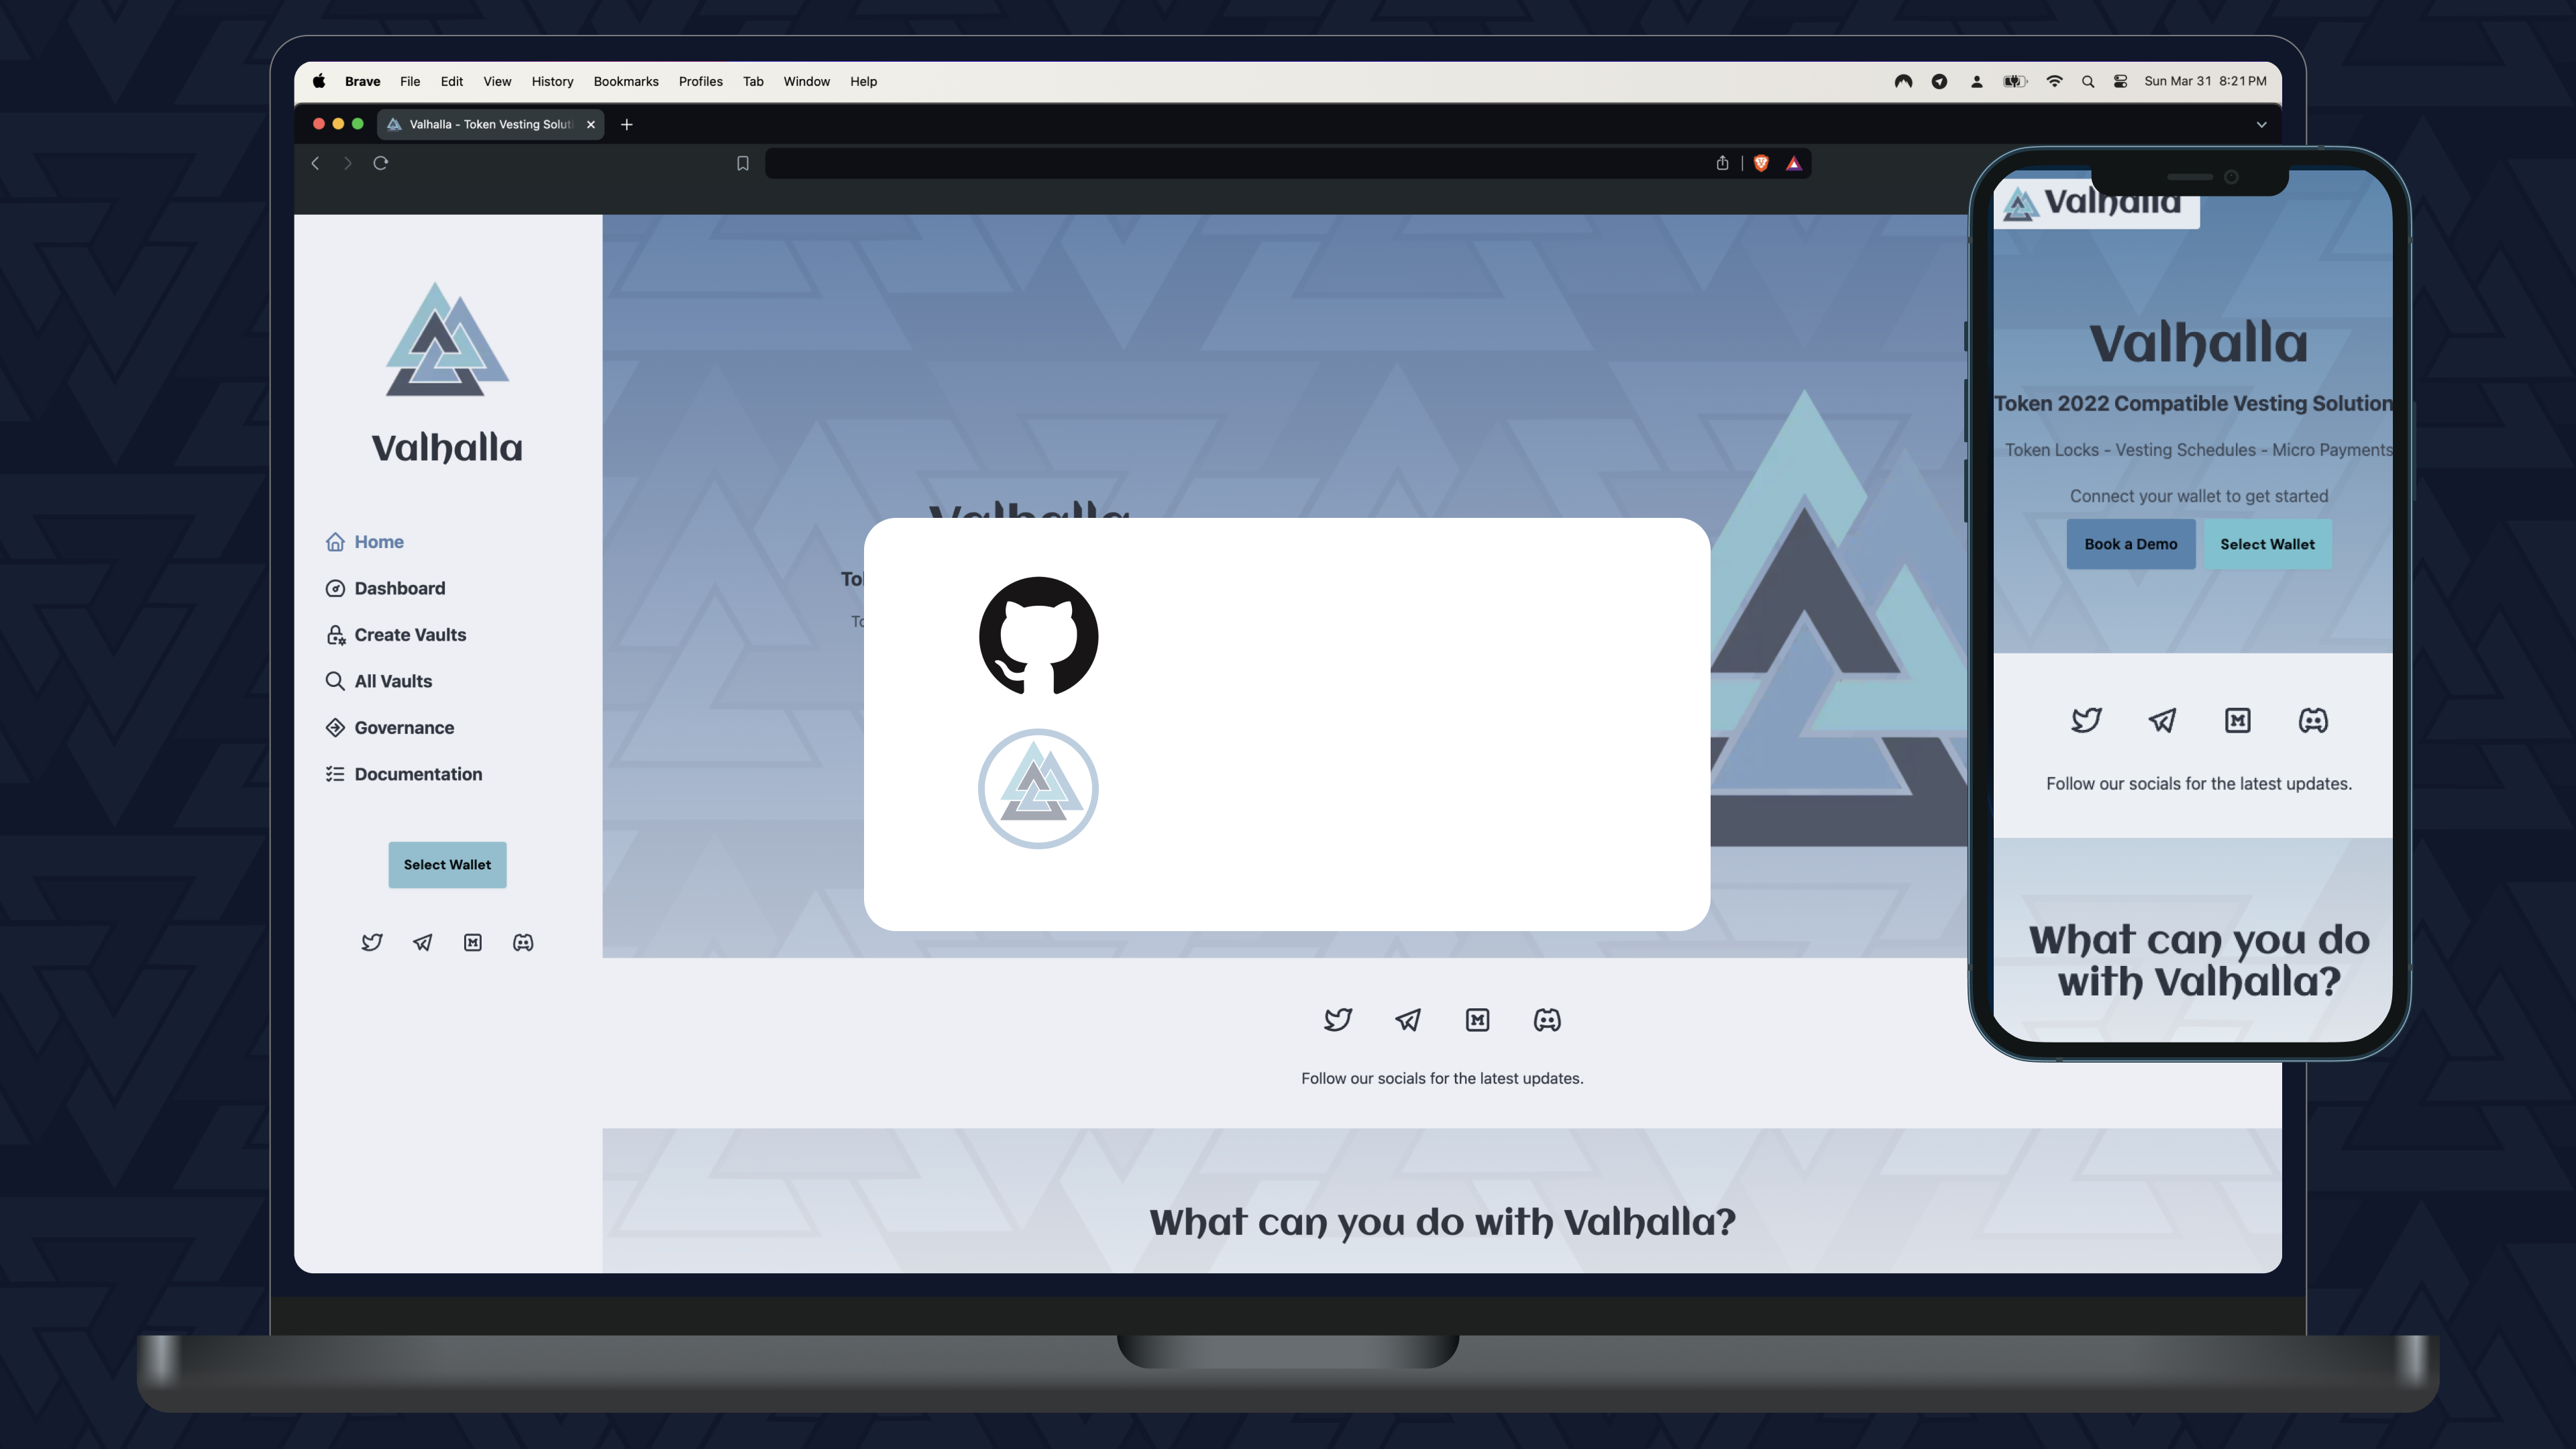 Brave File Edit View History Bookmarks Profiles Tab Window Help
Sun Mar 31 8:21 PM
Valhalla - Token Vesting Soluti
Valhalla
Home
Dashboard
Create Vaults
All Vaults
Governance
Documentation
Select Wallet
Valhalla
Follow our socials for the latest updates.
What can you do with Valhalla?
Valhalla
Valhalla
Token 2022 Compatible Vesting Solution
Token Locks - Vesting Schedules - Micro Payments
Connect your wallet to get started
Book a Demo
Select Wallet
Follow our socials for the latest updates.
What can you do
with Valhalla?